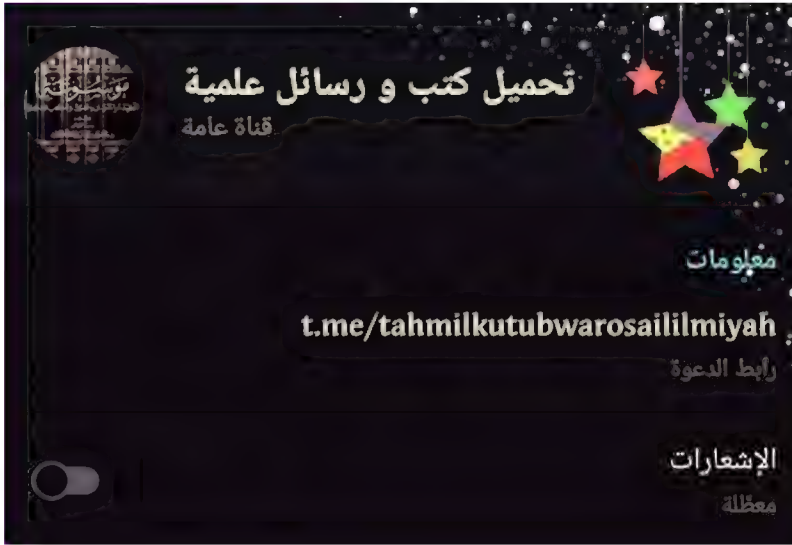 تحميل كتب و رسائل علمية
قناة عامة
معلومات
t.me/tahmilkutubwarosaililmiyah
رابط الدعوة
الإشعارات
معطّلة